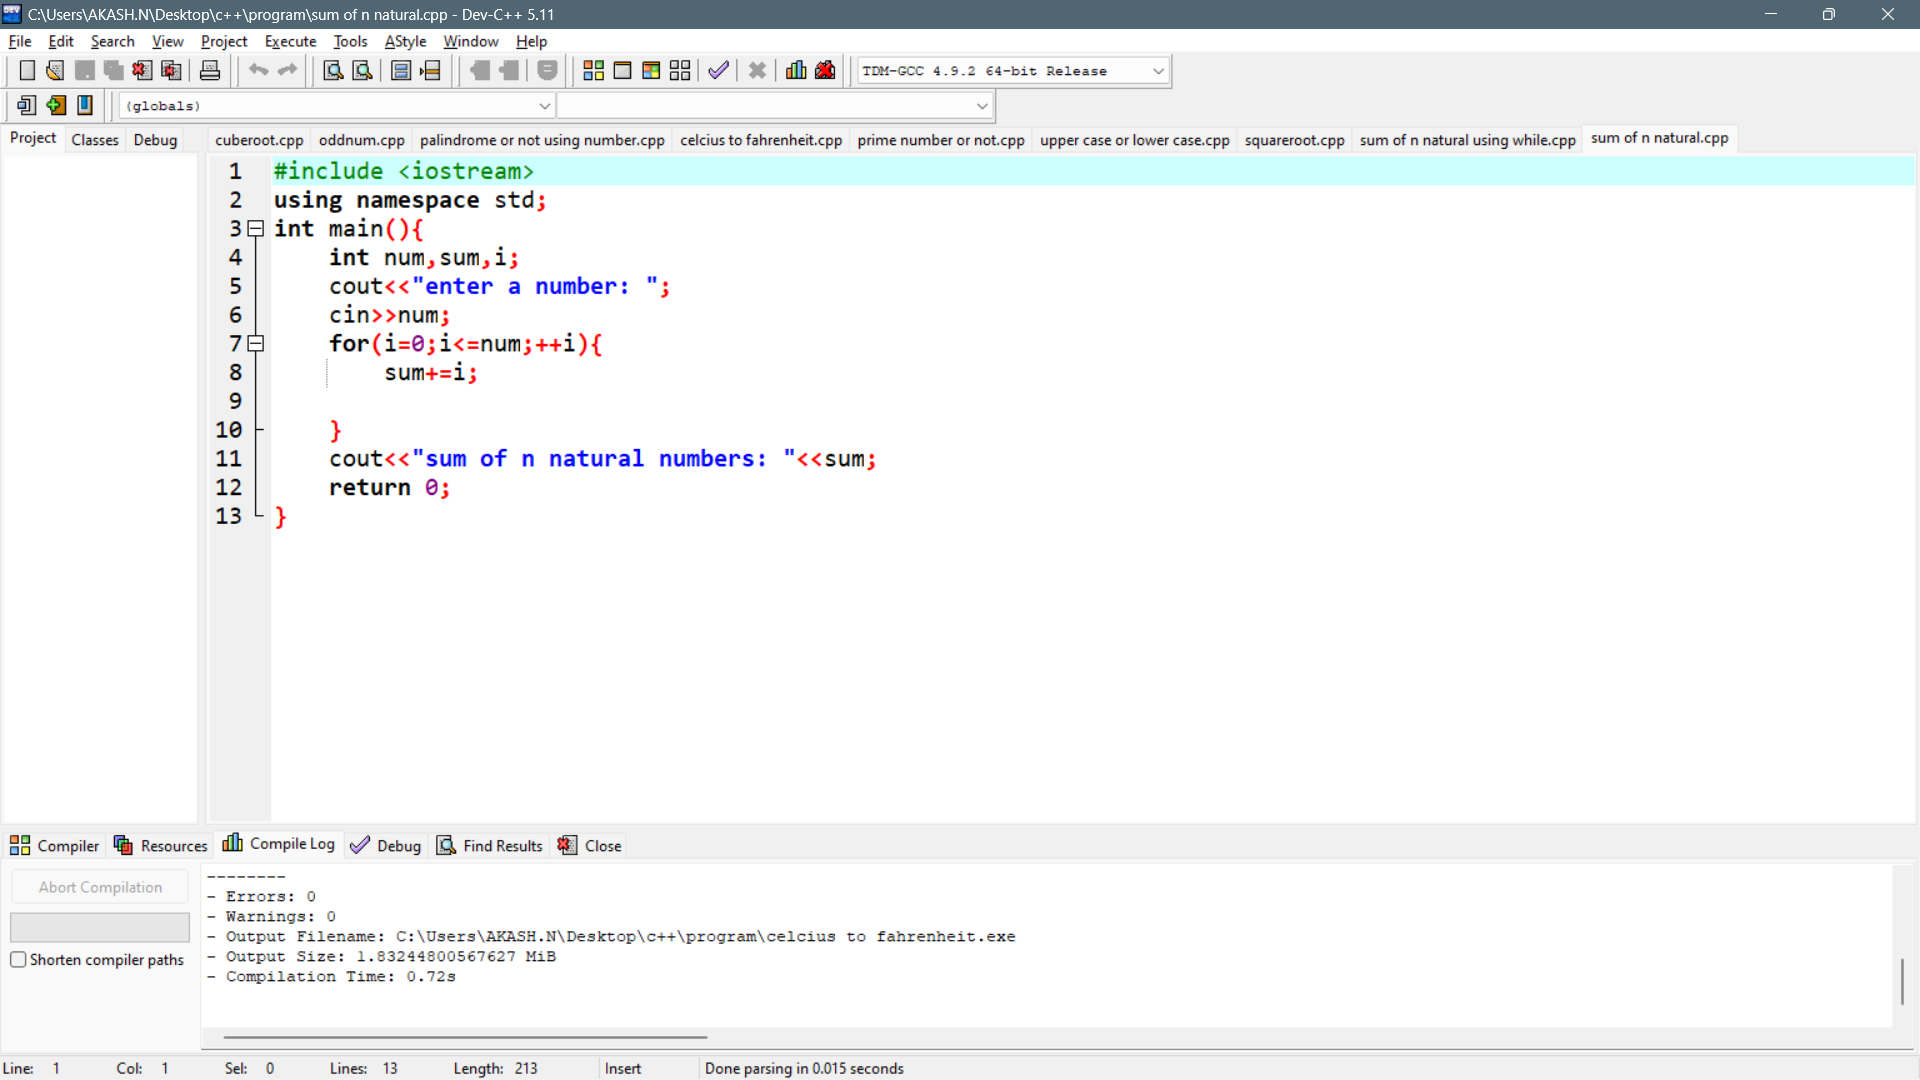 C:\Users\AKASH.N\Desktop\c++\program\sum of n natural.cpp - Dev-C++ 5.11
File Edit Search View Project Execute Tools AStyle Window Help
TDM-GCC 4.9.2 64-bit Release
(globals)
Project Classes Debug
cuberoot.cpp oddnum.cpp palindrome or not using number.cpp celcius to fahrenheit.cpp prime number or not.cpp upper case or lower case.cpp squareroot.cpp sum of n natural using while.cpp sum of n natural.cpp
1 #include <iostream>
2 using namespace std;
3 int main(){
4 int num,sum,i;
5 cout<<"enter a number: ";
6 cin>>num;
7 for(i=0;i<=num;++i){
8 sum+=i;
9
10 }
11 cout<<"sum of n natural numbers: "<<sum;
12 return 0;
13 }
Compiler Resources Compile Log Debug Find Results Close
Abort Compilation
Shorten compiler paths
--------
- Errors: 0
- Warnings: 0
- Output Filename: C:\Users\AKASH.N\Desktop\c++\program\celcius to fahrenheit.exe
- Output Size: 1.83244800567627 MiB
- Compilation Time: 0.72s
Line: 1 Col: 1 Sel: 0 Lines: 13 Length: 213 Insert Done parsing in 0.015 seconds